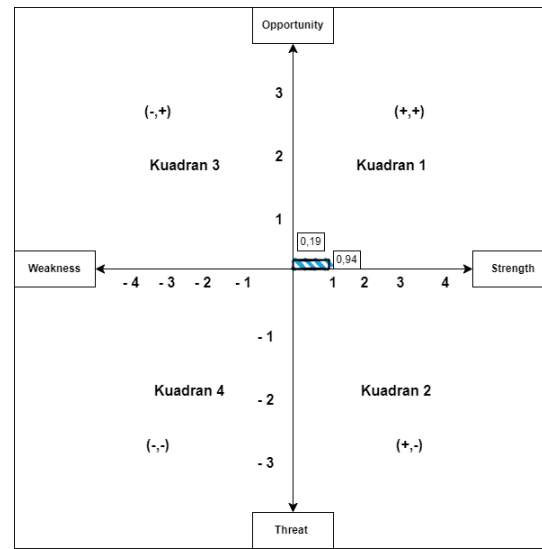 Opportunity
3
(-,+)
(+,+)
2
Kuadran 3
Kuadran 1
1
0,19
0,94
Weakness
Strength
- 4
- 3
- 2
- 1
1
2
3
4
- 1
Kuadran 4
Kuadran 2
- 2
(-,-)
(+,-)
- 3
Threat